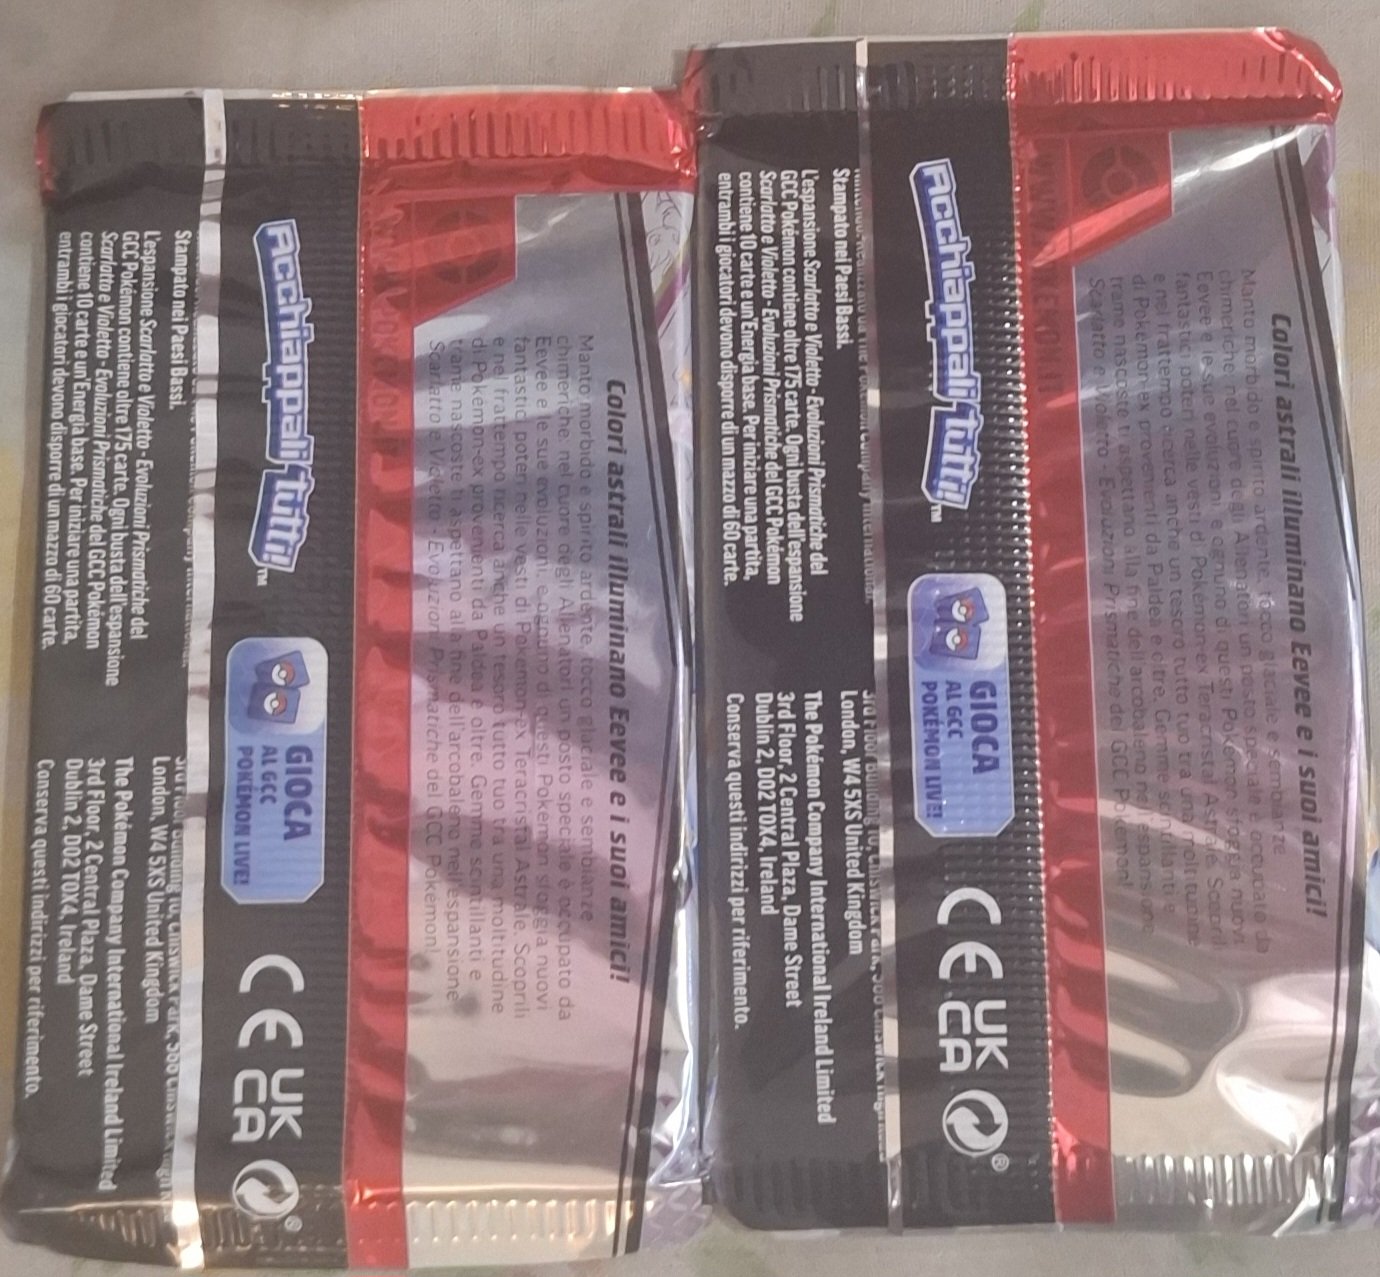 Colori astrali illuminano Eevee e i suoi amici!
Manto morbido e spirito ardente, tocco glaciale e sembianze
chimeriche: nel cuore degli Allenatori un posto speciale è occupato da
Eevee e le sue evoluzioni, e ognuno di questi Pokémon sfoggia nuovi
fantastici poteri nelle vesti di Pokémon-ex Teracristal Astrale. Scoprili
e nel frattempo ricerca anche un tesoro tutto tuo tra una moltitudine
di Pokémon-ex provenienti da Paldea e oltre. Gemme scintillanti e
trame nascoste ti aspettano alla fine dell'arcobaleno nell'espansione
Scarlatto e Violetto - Evoluzioni Prismatiche del GCC Pokémon!
Acchiappali tutti!™
GIOCA
AL GCC
POKÉMON LIVE!
CE UK
CA
®
Stampato nei Paesi Bassi.
L'espansione Scarlatto e Violetto - Evoluzioni Prismatiche del
GCC Pokémon contiene oltre 175 carte. Ogni busta dell'espansione
Scarlatto e Violetto - Evoluzioni Prismatiche del GCC Pokémon
contiene 10 carte e un'Energia base. Per iniziare una partita,
entrambi i giocatori devono disporre di un mazzo di 60 carte.
London, W4 5XS United Kingdom
The Pokémon Company International Ireland Limited
3rd Floor, 2 Central Plaza, Dame Street
Dublin 2, D02 T0X4, Ireland
Conserva questi indirizzi per riferimento.
Colori astrali illuminano Eevee e i suoi amici!
Manto morbido e spirito ardente, tocco glaciale e sembianze
chimeriche: nel cuore degli Allenatori un posto speciale è occupato da
Eevee e le sue evoluzioni, e ognuno di questi Pokémon sfoggia nuovi
fantastici poteri nelle vesti di Pokémon-ex Teracristal Astrale. Scoprili
e nel frattempo ricerca anche un tesoro tutto tuo tra una moltitudine
di Pokémon-ex provenienti da Paldea e oltre. Gemme scintillanti e
trame nascoste ti aspettano alla fine dell'arcobaleno nell'espansione
Scarlatto e Violetto - Evoluzioni Prismatiche del GCC Pokémon!
Acchiappali tutti!™
GIOCA
AL GCC
POKÉMON LIVE!
CE UK
CA
®
Stampato nei Paesi Bassi.
L'espansione Scarlatto e Violetto - Evoluzioni Prismatiche del
GCC Pokémon contiene oltre 175 carte. Ogni busta dell'espansione
Scarlatto e Violetto - Evoluzioni Prismatiche del GCC Pokémon
contiene 10 carte e un'Energia base. Per iniziare una partita,
entrambi i giocatori devono disporre di un mazzo di 60 carte.
London, W4 5XS United Kingdom
The Pokémon Company International Ireland Limited
3rd Floor, 2 Central Plaza, Dame Street
Dublin 2, D02 T0X4, Ireland
Conserva questi indirizzi per riferimento.